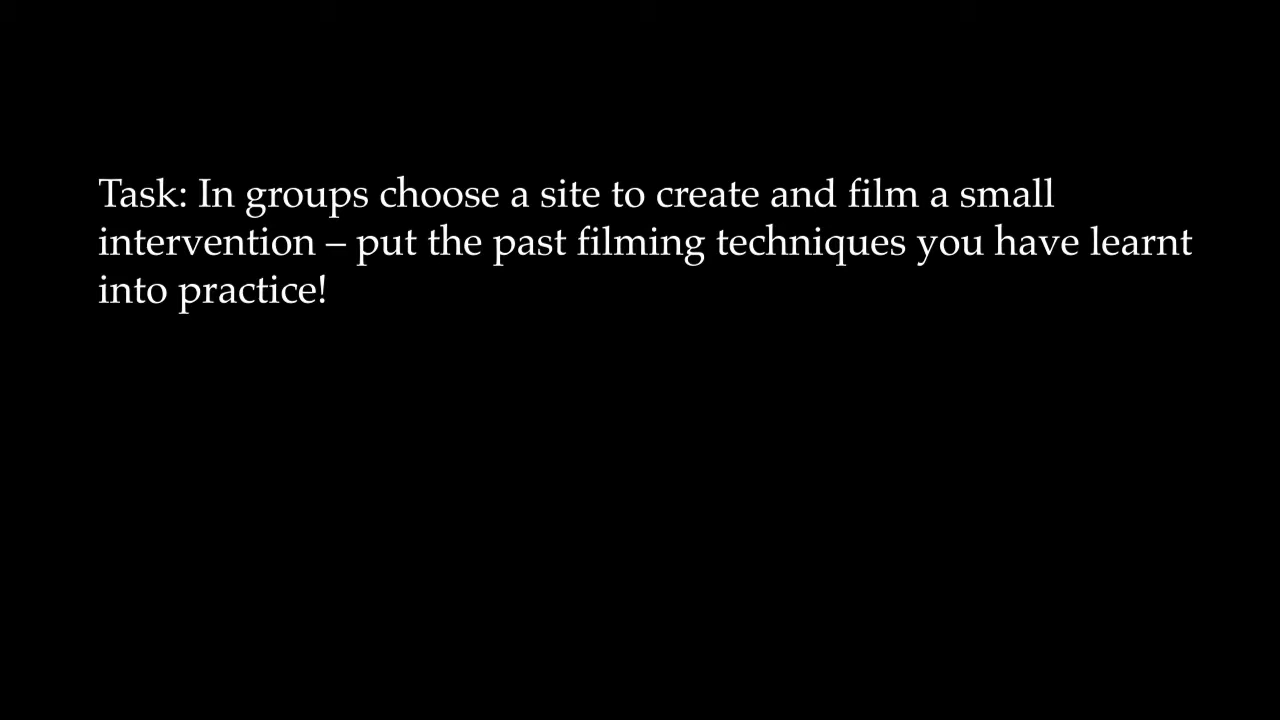 Task: In groups choose a site to create and film a small
intervention – put the past filming techniques you have learnt
into practice!